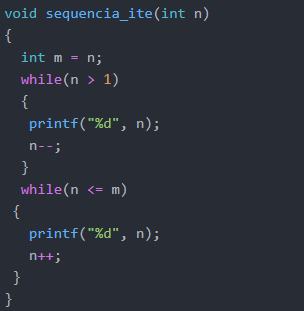 void sequencia_ite(int n)
{
int m = n;
while(n > 1)
{
printf("%d", n);
n--;
}
while(n <= m)
{
printf("%d", n);
n++;
}
}